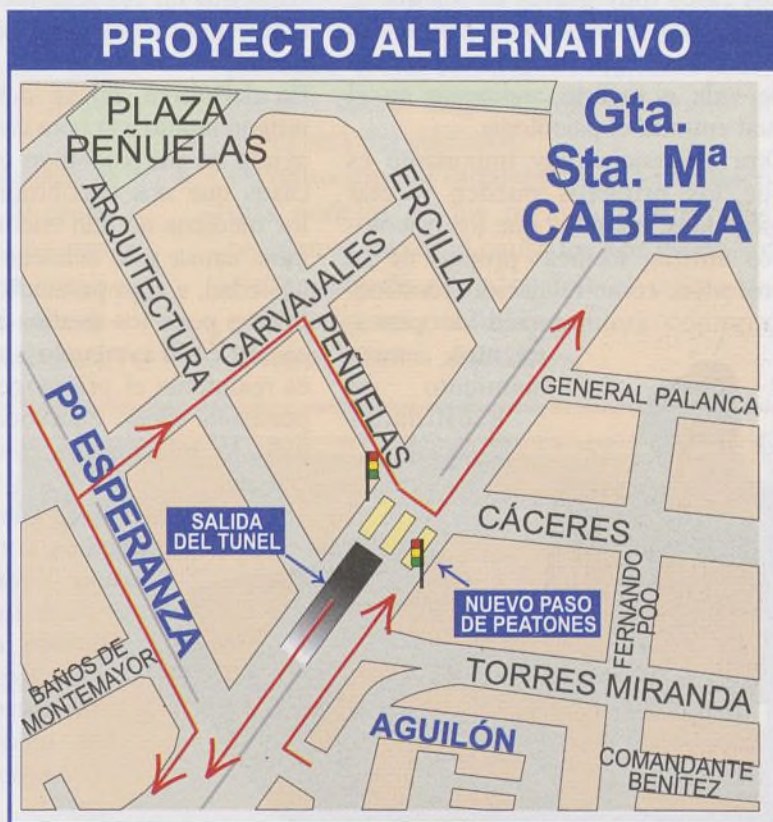 PROYECTO ALTERNATIVO
PLAZA
PEÑUELAS
Gta.
Sta. Mª
CABEZA
ERCILLA
ARQUITECTURA
CARVAJALES
PEÑUELAS
GENERAL PALANCA
Pº ESPERANZA
SALIDA
DEL TUNEL
CÁCERES
NUEVO PASO
DE PEATONES
FERNANDO
POO
BAÑOS DE
MONTEMAYOR
TORRES MIRANDA
AGUILÓN
COMANDANTE
BENÍTEZ